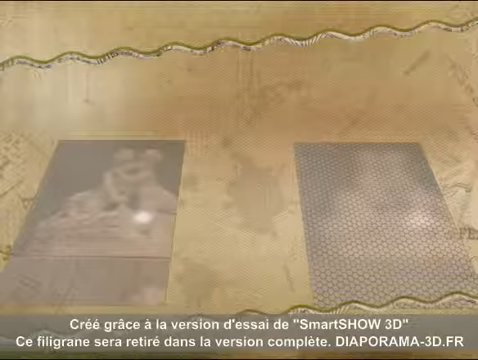 Créé grâce à la version d'essai de "SmartSHOW 3D"
Ce filigrane sera retiré dans la version complète. DIAPORAMA-3D.FR